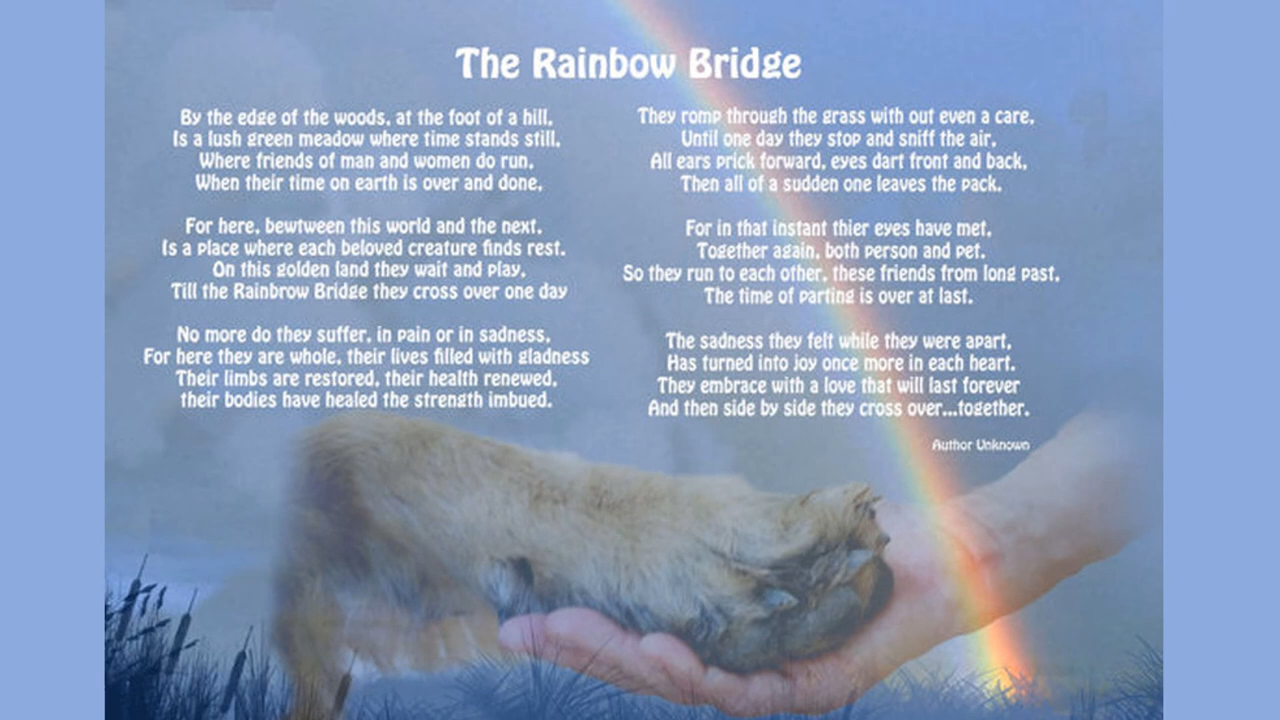 The Rainbow Bridge
By the edge of the woods, at the foot of a hill,
Is a lush green meadow where time stands still,
Where friends of man and women do run,
When their time on earth is over and done,
For here, bewtween this world and the next,
Is a place where each beloved creature finds rest.
On this golden land they wait and play,
Till the Rainbrow Bridge they cross over one day
No more do they suffer, in pain or in sadness,
For here they are whole, their lives filled with gladness
Their limbs are restored, their health renewed,
their bodies have healed the strength imbued.
They romp through the grass with out even a care,
Until one day they stop and sniff the air,
All ears prick forward, eyes dart front and back,
Then all of a sudden one leaves the pack.
For in that instant thier eyes have met,
Together again, both person and pet.
So they run to each other, these friends from long past,
The time of parting is over at last.
The sadness they felt while they were apart,
Has turned into joy once more in each heart.
They embrace with a love that will last forever
And then side by side they cross over...together.
Author Unknown